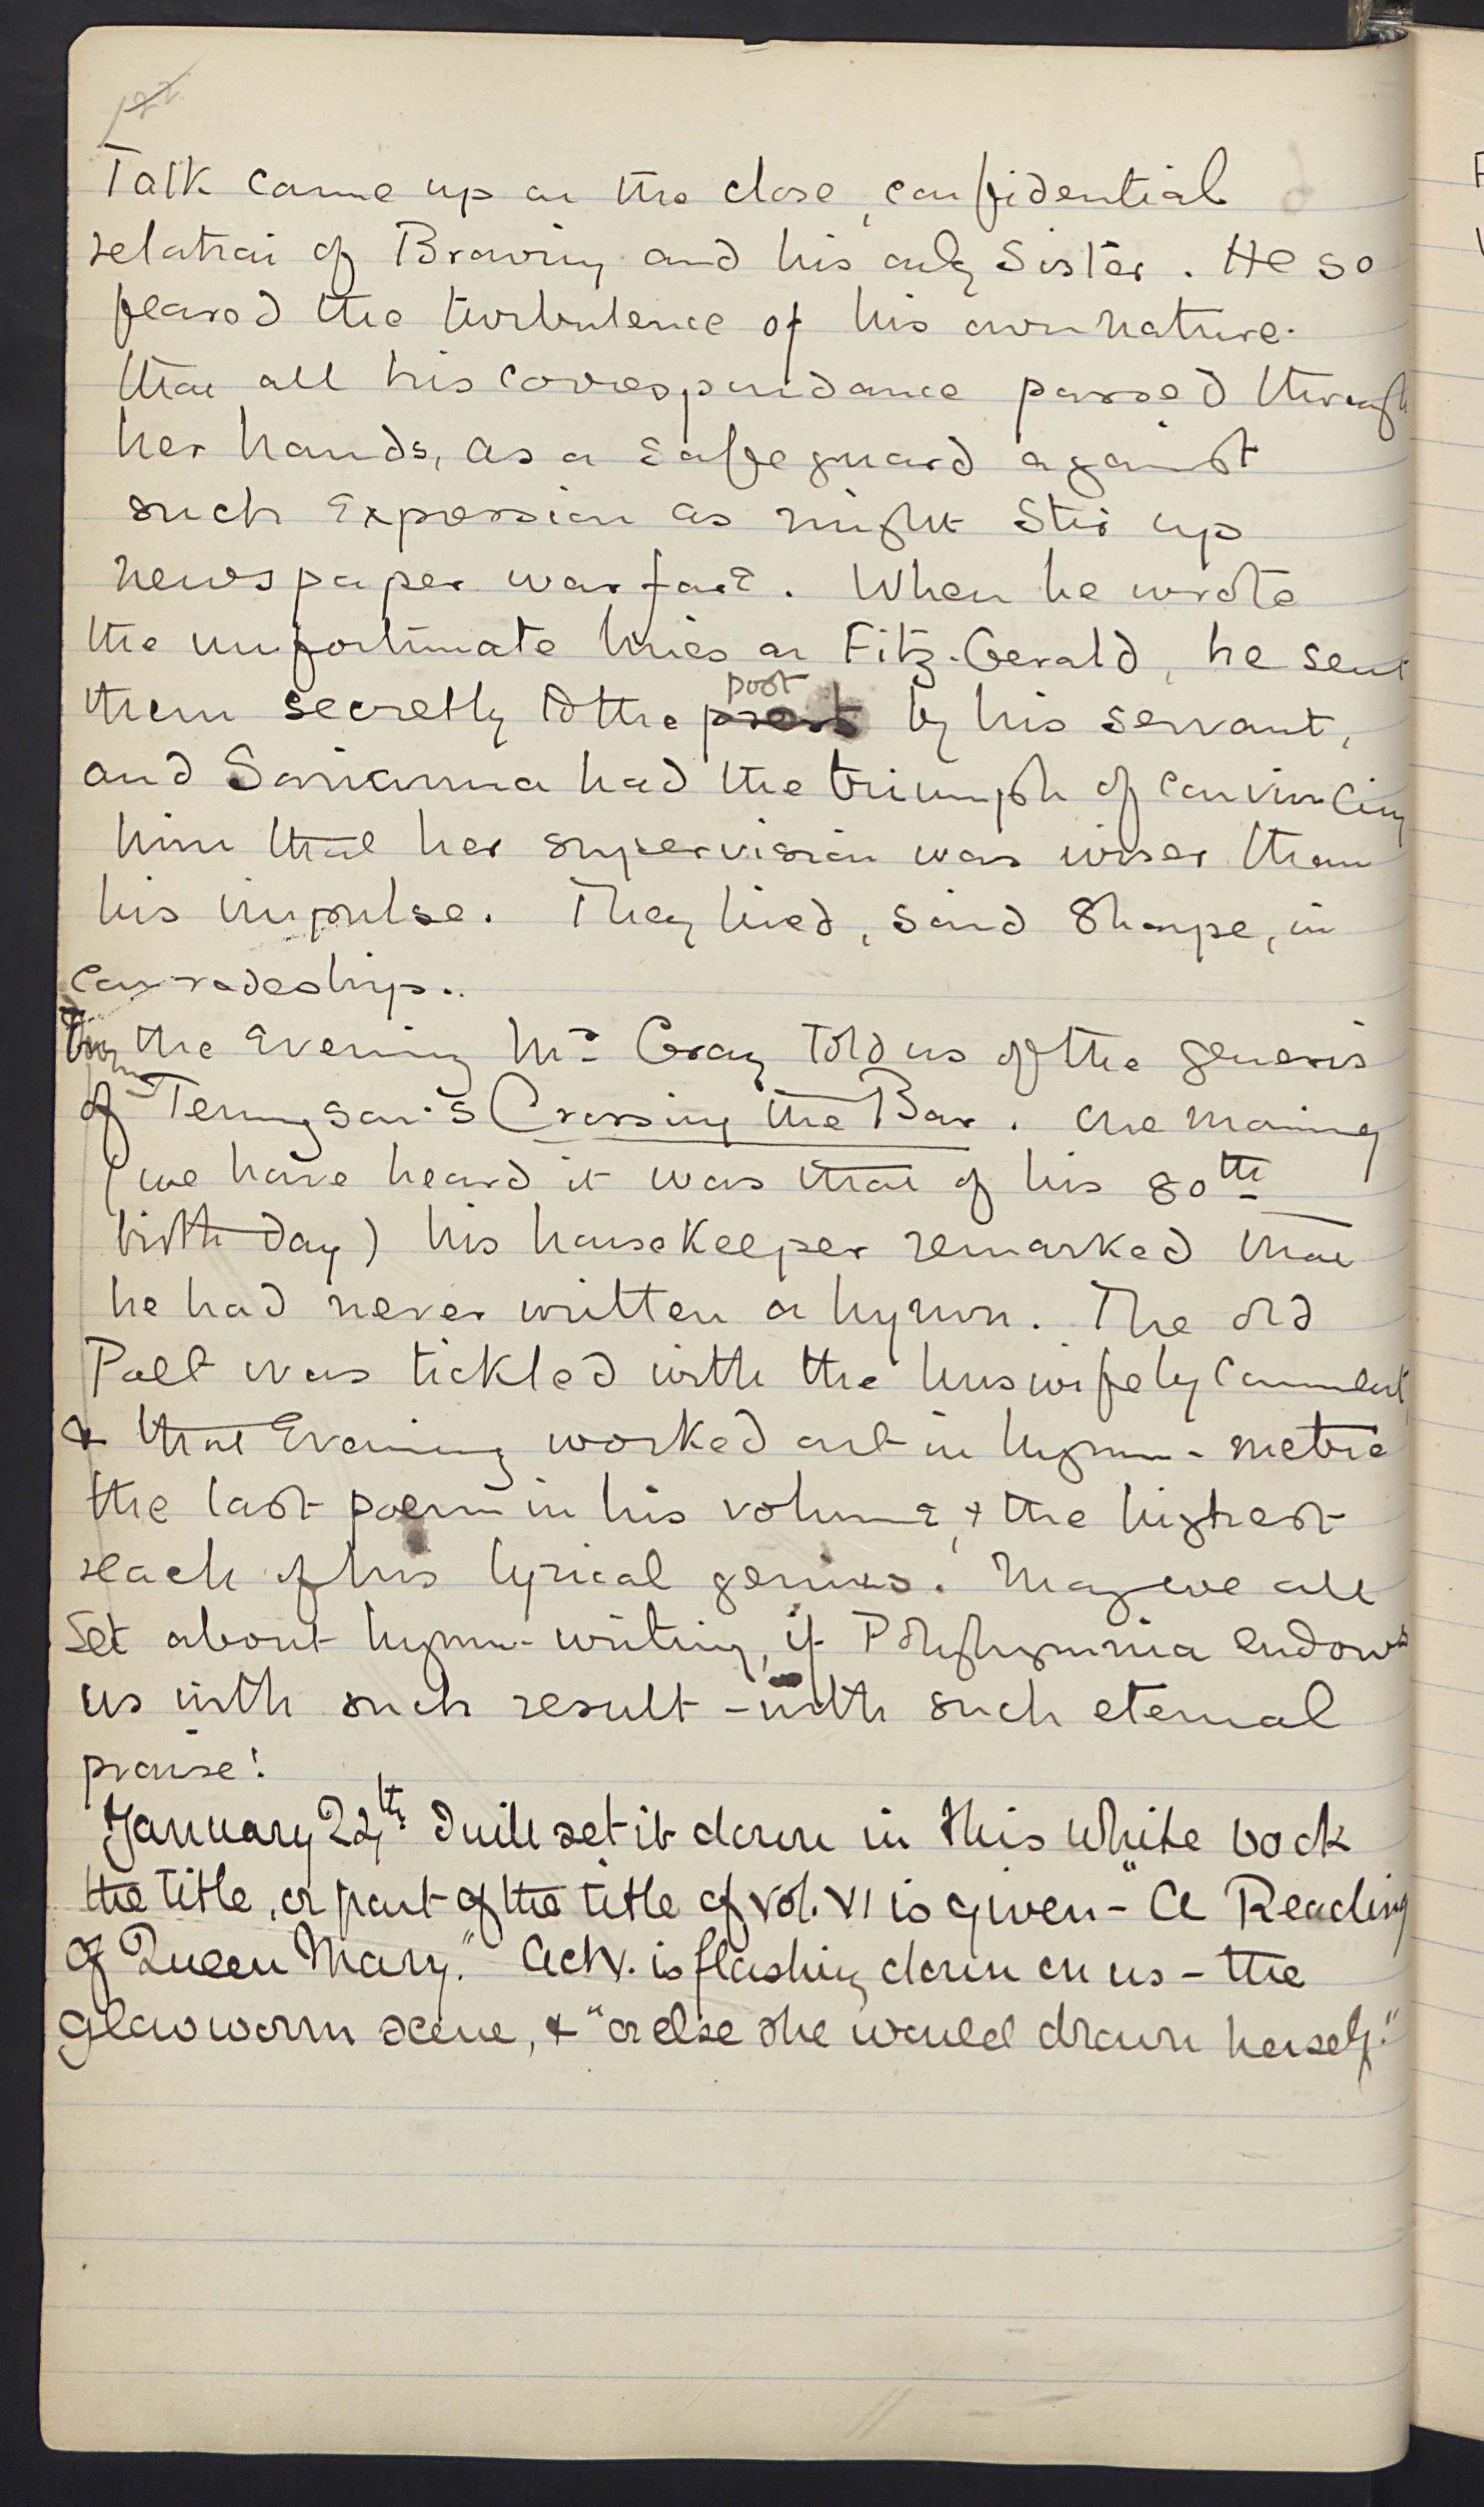 Talk came up on the close, confidential
relation of Browning and his only Sister. He so
feared the turbulence of his own nature.
that all his correspondance passed through
her hands, as a safeguard against
such expression as might stir up
newspaper warfare. When he wrote
the unfortunate lines on Fitz-Gerald, he sent
them secretly to the post by his servant,
and Sarianna had the triumph of convincing
him that her supervision was wiser than
his impulse. They lived, said Sharpe, in
comradeship.
the Evening Mr Gray told us of the genesis
of Tennyson's Crossing the Bar. One morning
(we have heard it was that of his 80th
birthday) his housekeeper remarked that
he had never written a hymn. The old
Poet was tickled with the huswifely comment,
& that Evening worked out in hymn-metre
the last poem in his volume, & the highest
reach of his lyrical genius. May we all
Set about hymn-writing, if Polyhymnia endows
us with such result - with such eternal
praise!
January 22th I will set it down in this White book
the title, or part of the title of vol. VI is given - "A Reading
of Queen Mary." Act V. is flashing down on us - the
glowworm scene, & "or else she would drown herself."